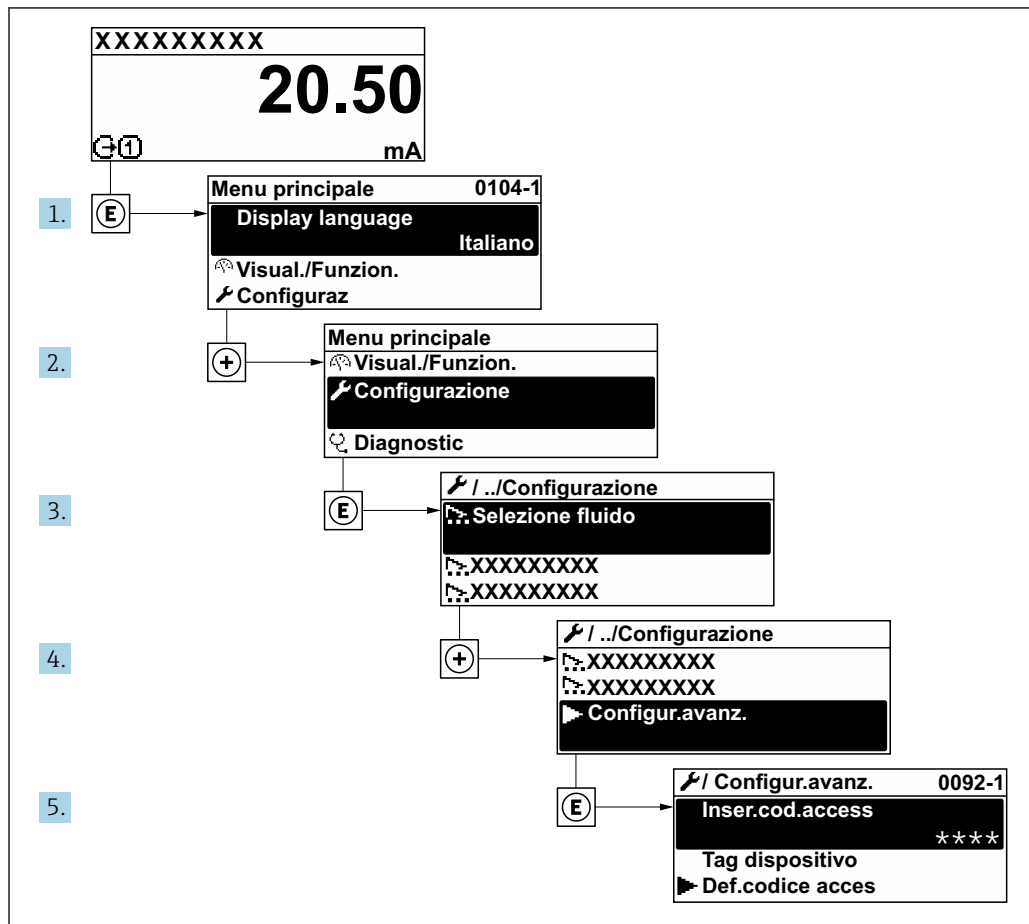 XXXXXXXXX
20.50
1
mA
1.
E
Menu principale 0104-1
Display language
Italiano
Visual./Funzion.
Configuraz
2.
+
Menu principale
Visual./Funzion.
Configurazione
Diagnostic
3.
E
/ ../Configurazione
Selezione fluido
XXXXXXXXX
XXXXXXXXX
4.
+
/ ../Configurazione
XXXXXXXXX
XXXXXXXXX
Configur.avanz.
5.
E
/ Configur.avanz. 0092-1
Inser.cod.access
****
Tag dispositivo
Def.codice acces